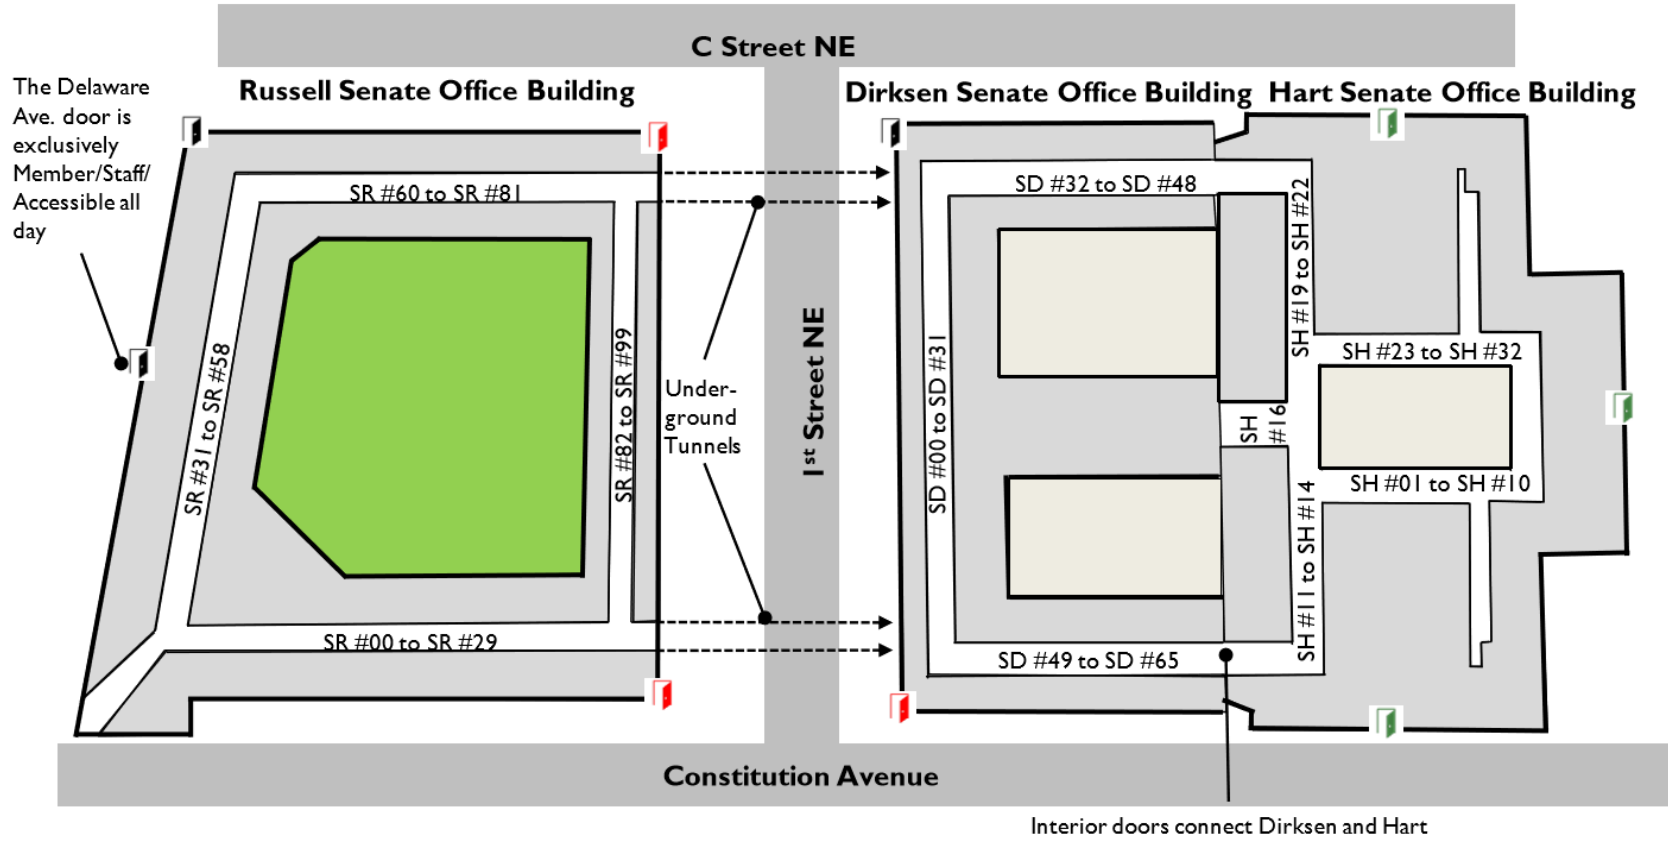 C Street NE
The Delaware
Ave. door is
exclusively
Member/Staff/
Accessible all
day
Russell Senate Office Building
Dirksen Senate Office Building
Hart Senate Office Building
SR #60 to SR #81
SR #31 to SR #58
SR #82 to SR #99
SR #00 to SR #29
Under-
ground
Tunnels
1st Street NE
SD #32 to SD #48
SD #00 to SD #31
SD #49 to SD #65
SH #19 to SH #22
SH
#16
SH #11 to SH #14
SH #23 to SH #32
SH #01 to SH #10
Constitution Avenue
Interior doors connect Dirksen and Hart